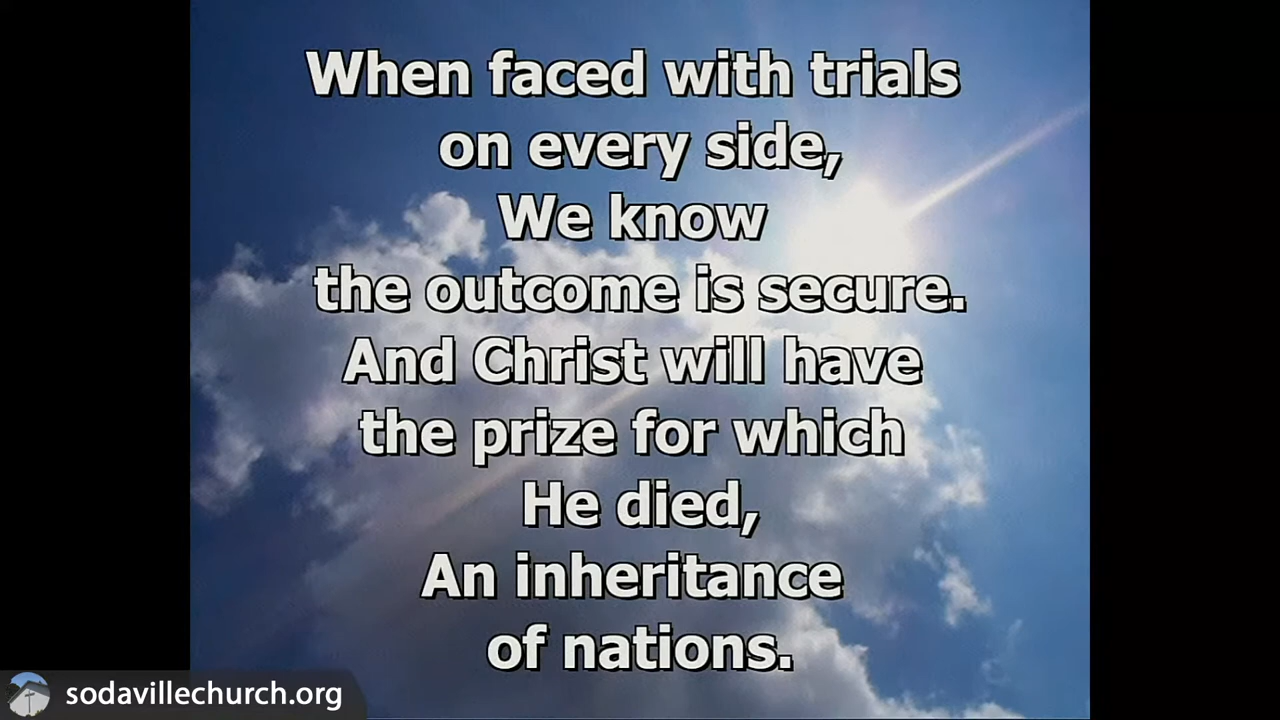 When faced with trials
on every side,
We know
the outcome is secure.
And Christ will have
the prize for which
He died,
An inheritance
of nations.
sodavillechurch.org